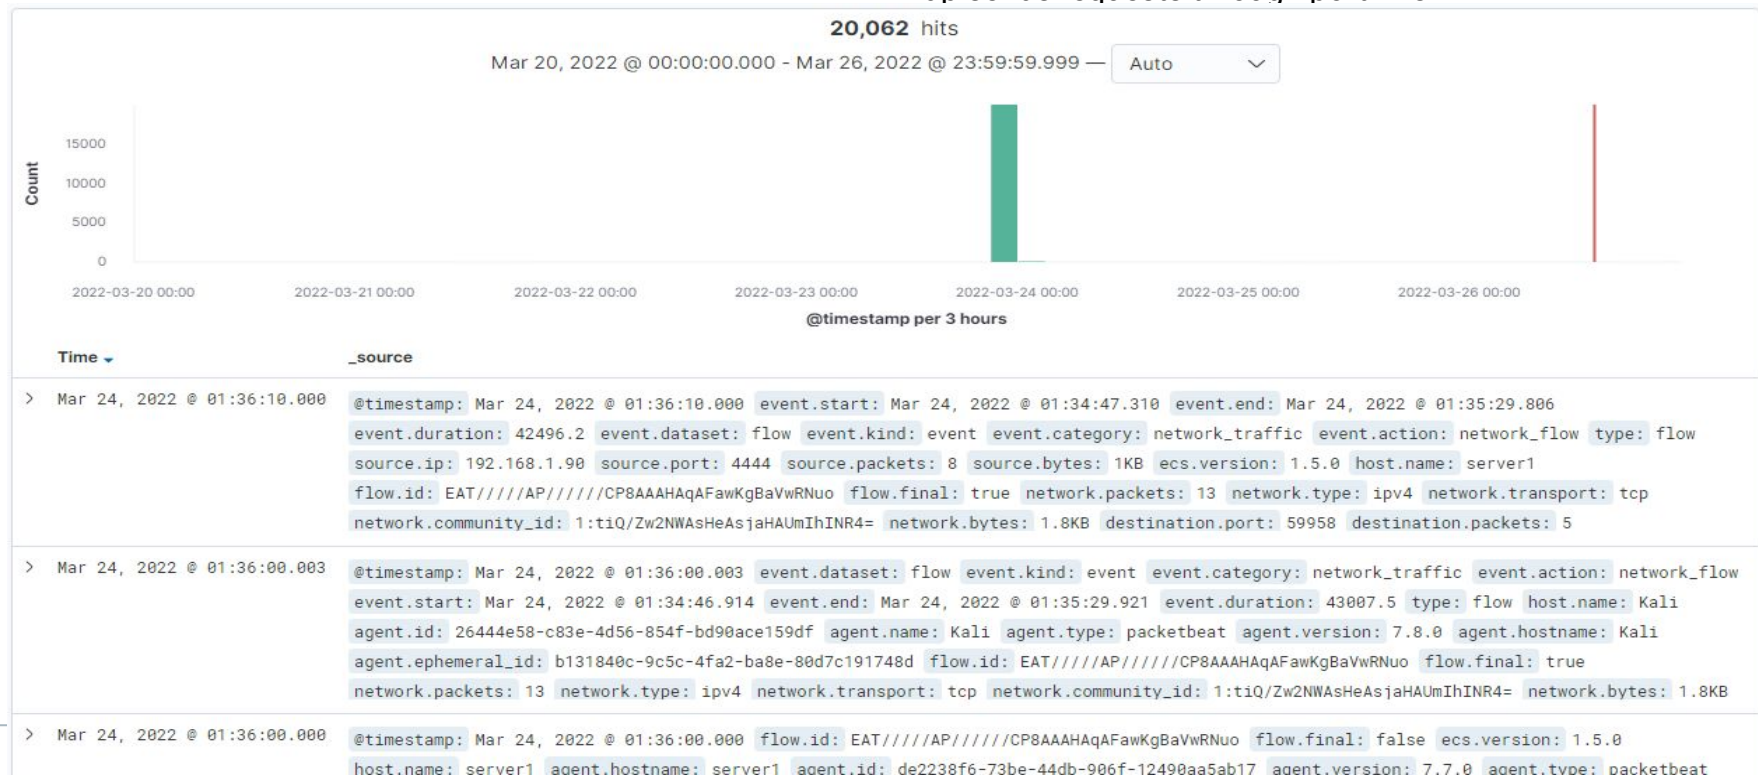 20,062 hits
Mar 20, 2022 @ 00:00:00.000 - Mar 26, 2022 @ 23:59:59.999 — Auto
15000
10000
5000
0
Count
2022-03-20 00:00 2022-03-21 00:00 2022-03-22 00:00 2022-03-23 00:00 2022-03-24 00:00 2022-03-25 00:00 2022-03-26 00:00
@timestamp per 3 hours
Time _source
Mar 24, 2022 @ 01:36:10.000 @timestamp: Mar 24, 2022 @ 01:36:10.000 event.start: Mar 24, 2022 @ 01:34:47.310 event.end: Mar 24, 2022 @ 01:35:29.806
event.duration: 42496.2 event.dataset: flow event.kind: event event.category: network_traffic event.action: network_flow type: flow
source.ip: 192.168.1.90 source.port: 4444 source.packets: 8 source.bytes: 1KB ecs.version: 1.5.0 host.name: server1
flow.id: EAT/////AP//////CP8AAAHAqAFawKgBaVwRNuo flow.final: true network.packets: 13 network.type: ipv4 network.transport: tcp
network.community_id: 1:tiQ/Zw2NWAsHeAsjaHAUmIhINR4= network.bytes: 1.8KB destination.port: 59958 destination.packets: 5
Mar 24, 2022 @ 01:36:00.003 @timestamp: Mar 24, 2022 @ 01:36:00.003 event.dataset: flow event.kind: event event.category: network_traffic event.action: network_flow
event.start: Mar 24, 2022 @ 01:34:46.914 event.end: Mar 24, 2022 @ 01:35:29.921 event.duration: 43007.5 type: flow host.name: Kali
agent.id: 26444e58-c83e-4d56-854f-bd90ace159df agent.name: Kali agent.type: packetbeat agent.version: 7.8.0 agent.hostname: Kali
agent.ephemeral_id: b131840c-9c5c-4fa2-ba8e-80d7c191748d flow.id: EAT/////AP//////CP8AAAHAqAFawKgBaVwRNuo flow.final: true
network.packets: 13 network.type: ipv4 network.transport: tcp network.community_id: 1:tiQ/Zw2NWAsHeAsjaHAUmIhINR4= network.bytes: 1.8KB
Mar 24, 2022 @ 01:36:00.000 @timestamp: Mar 24, 2022 @ 01:36:00.000 flow.id: EAT/////AP//////CP8AAAHAqAFawKgBaVwRNuo flow.final: false ecs.version: 1.5.0
host.name: server1 agent.hostname: server1 agent.id: de2238f6-73be-44db-906f-12490aa5ab17 agent.version: 7.7.0 agent.type: packetbeat